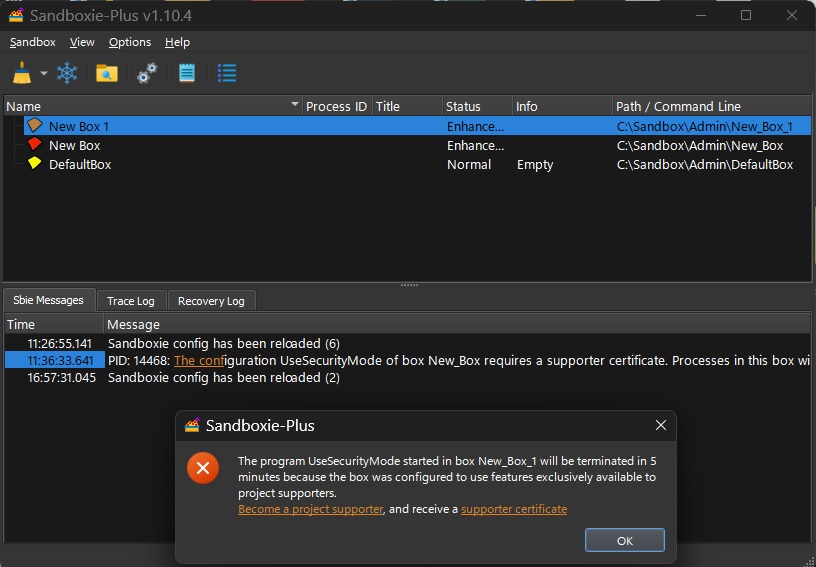 Sandboxie-Plus v1.10.4
Sandbox View Options Help
Name Process ID Title Status Info Path / Command Line
New Box 1 Enhance... C:\Sandbox\Admin\New_Box_1
New Box Enhance... C:\Sandbox\Admin\New_Box
DefaultBox Normal Empty C:\Sandbox\Admin\DefaultBox
Sbie Messages Trace Log Recovery Log
Time Message
11:26:55.141 Sandboxie config has been reloaded (6)
11:36:33.641 PID: 14468: The configuration UseSecurityMode of box New_Box requires a supporter certificate. Processes in this box wi
16:57:31.045 Sandboxie config has been reloaded (2)
Sandboxie-Plus
The program UseSecurityMode started in box New_Box_1 will be terminated in 5
minutes because the box was configured to use features exclusively available to
project supporters.
Become a project supporter, and receive a supporter certificate
OK